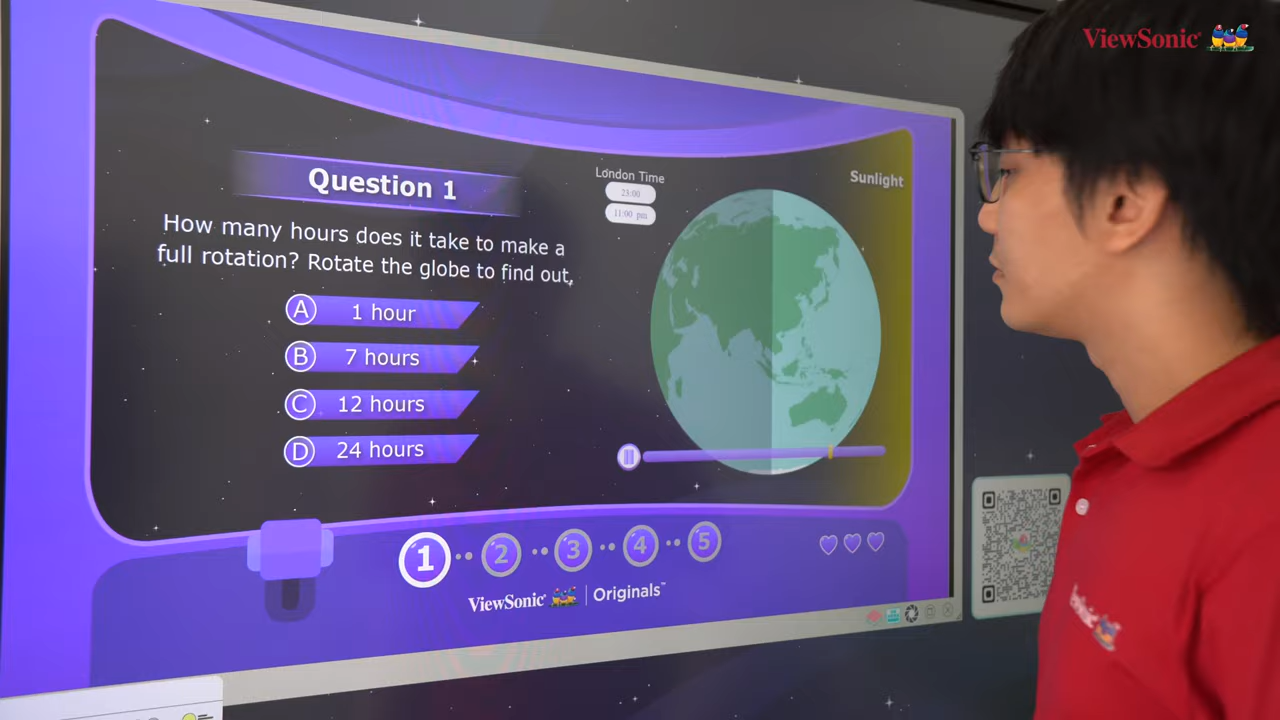 ViewSonic
Question 1
How many hours does it take to make a
full rotation? Rotate the globe to find out.
A 1 hour
B 7 hours
C 12 hours
D 24 hours
London Time
23:00
11:00 pm
Sunlight
1 2 3 4 5
ViewSonic | Originals™